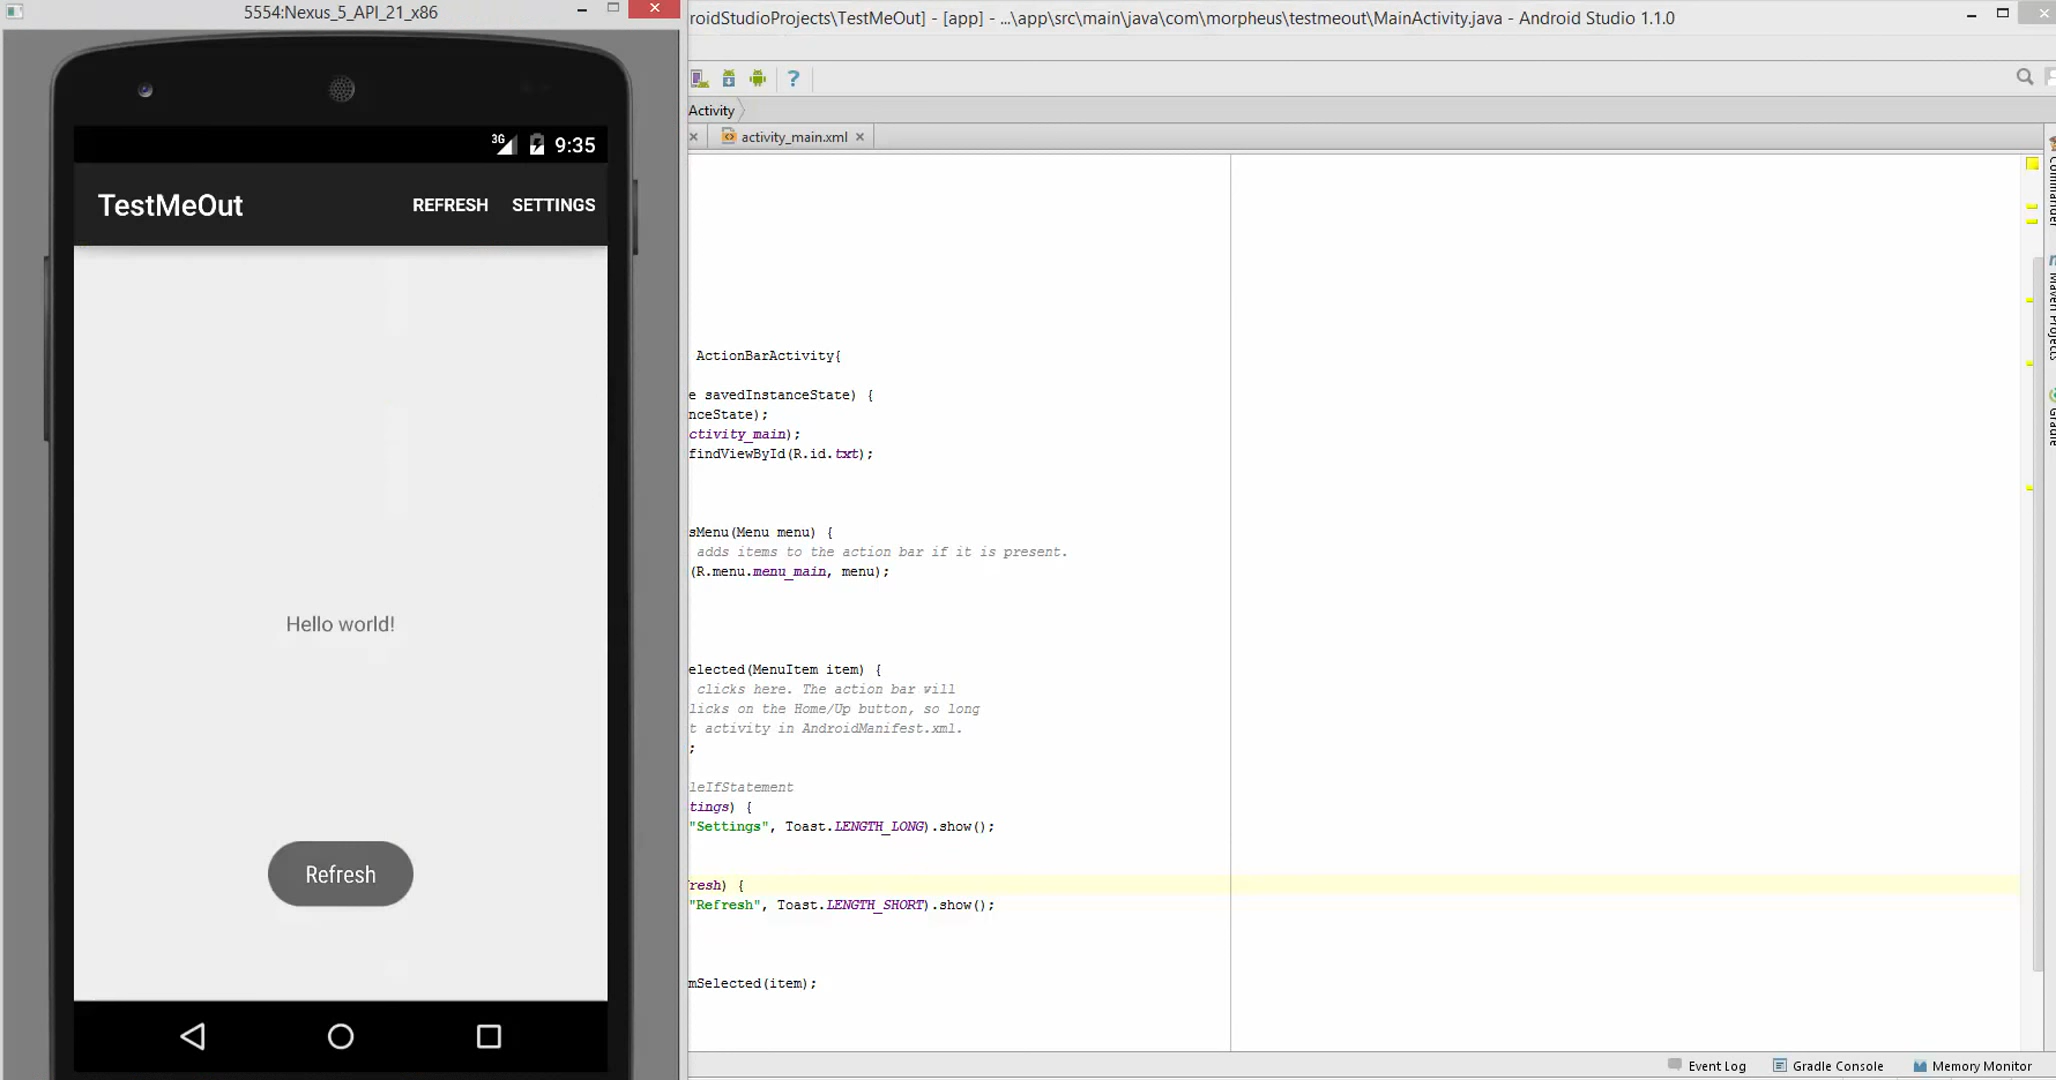 5554:Nexus_5_API_21_x86
roidStudioProjects\TestMeOut] - [app] - ...\app\src\main\java\com\morpheus\testmeout\MainActivity.java - Android Studio 1.1.0
?
Activity
activity_main.xml
3G 9:35
TestMeOut REFRESH SETTINGS
Hello world!
Refresh
ActionBarActivity{
e savedInstanceState) {
nceState);
ctivity_main);
findViewById(R.id.txt);
sMenu(Menu menu) {
adds items to the action bar if it is present.
(R.menu.menu_main, menu);
elected(MenuItem item) {
clicks here. The action bar will
licks on the Home/Up button, so long
t activity in AndroidManifest.xml.
;
leIfStatement
tings) {
"Settings", Toast.LENGTH_LONG).show();
resh) {
"Refresh", Toast.LENGTH_SHORT).show();
mSelected(item);
Commander
Maven Projects
Gradle
Event Log Gradle Console Memory Monitor